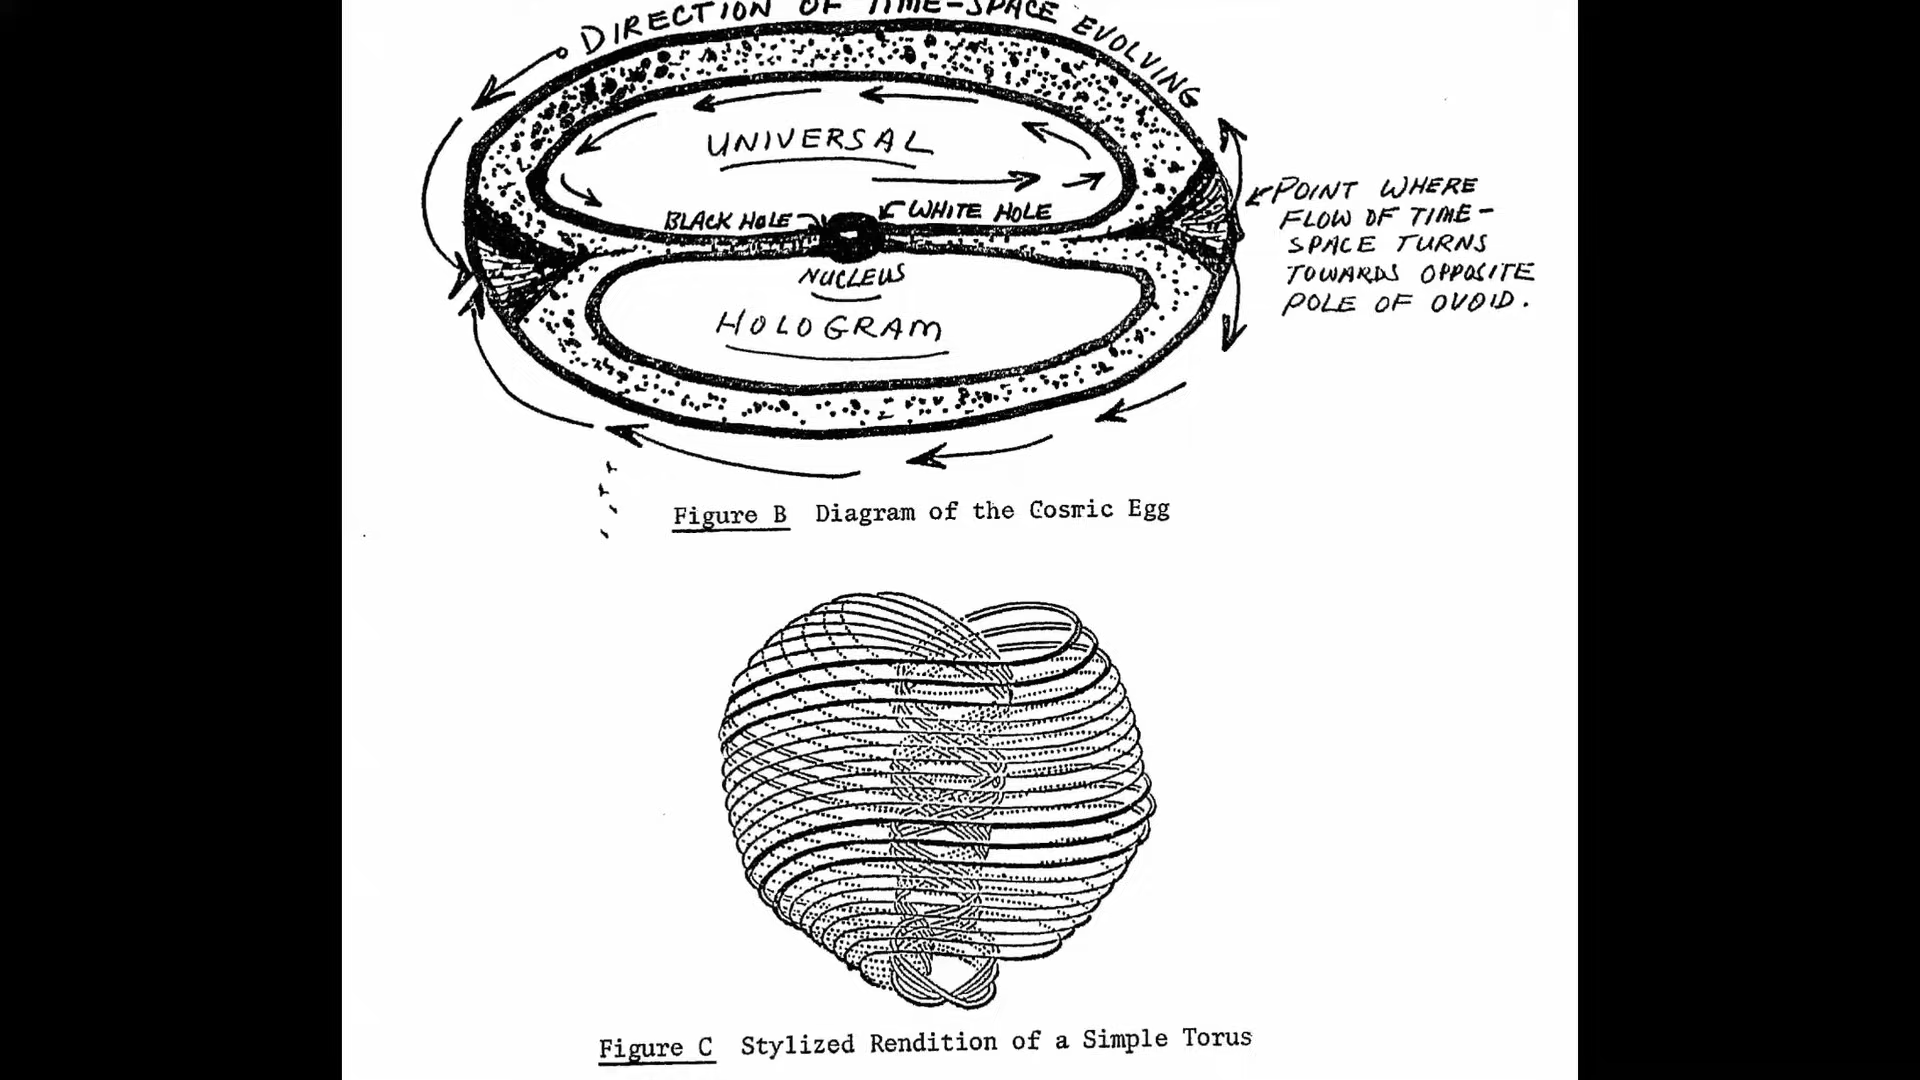 DIRECTION OF TIME-SPACE EVOLVING
UNIVERSAL
BLACK HOLE
WHITE HOLE
NUCLEUS
HOLOGRAM
POINT WHERE
FLOW OF TIME-
SPACE TURNS
TOWARDS OPPOSITE
POLE OF OVOID.
Figure B Diagram of the Cosmic Egg
Figure C Stylized Rendition of a Simple Torus